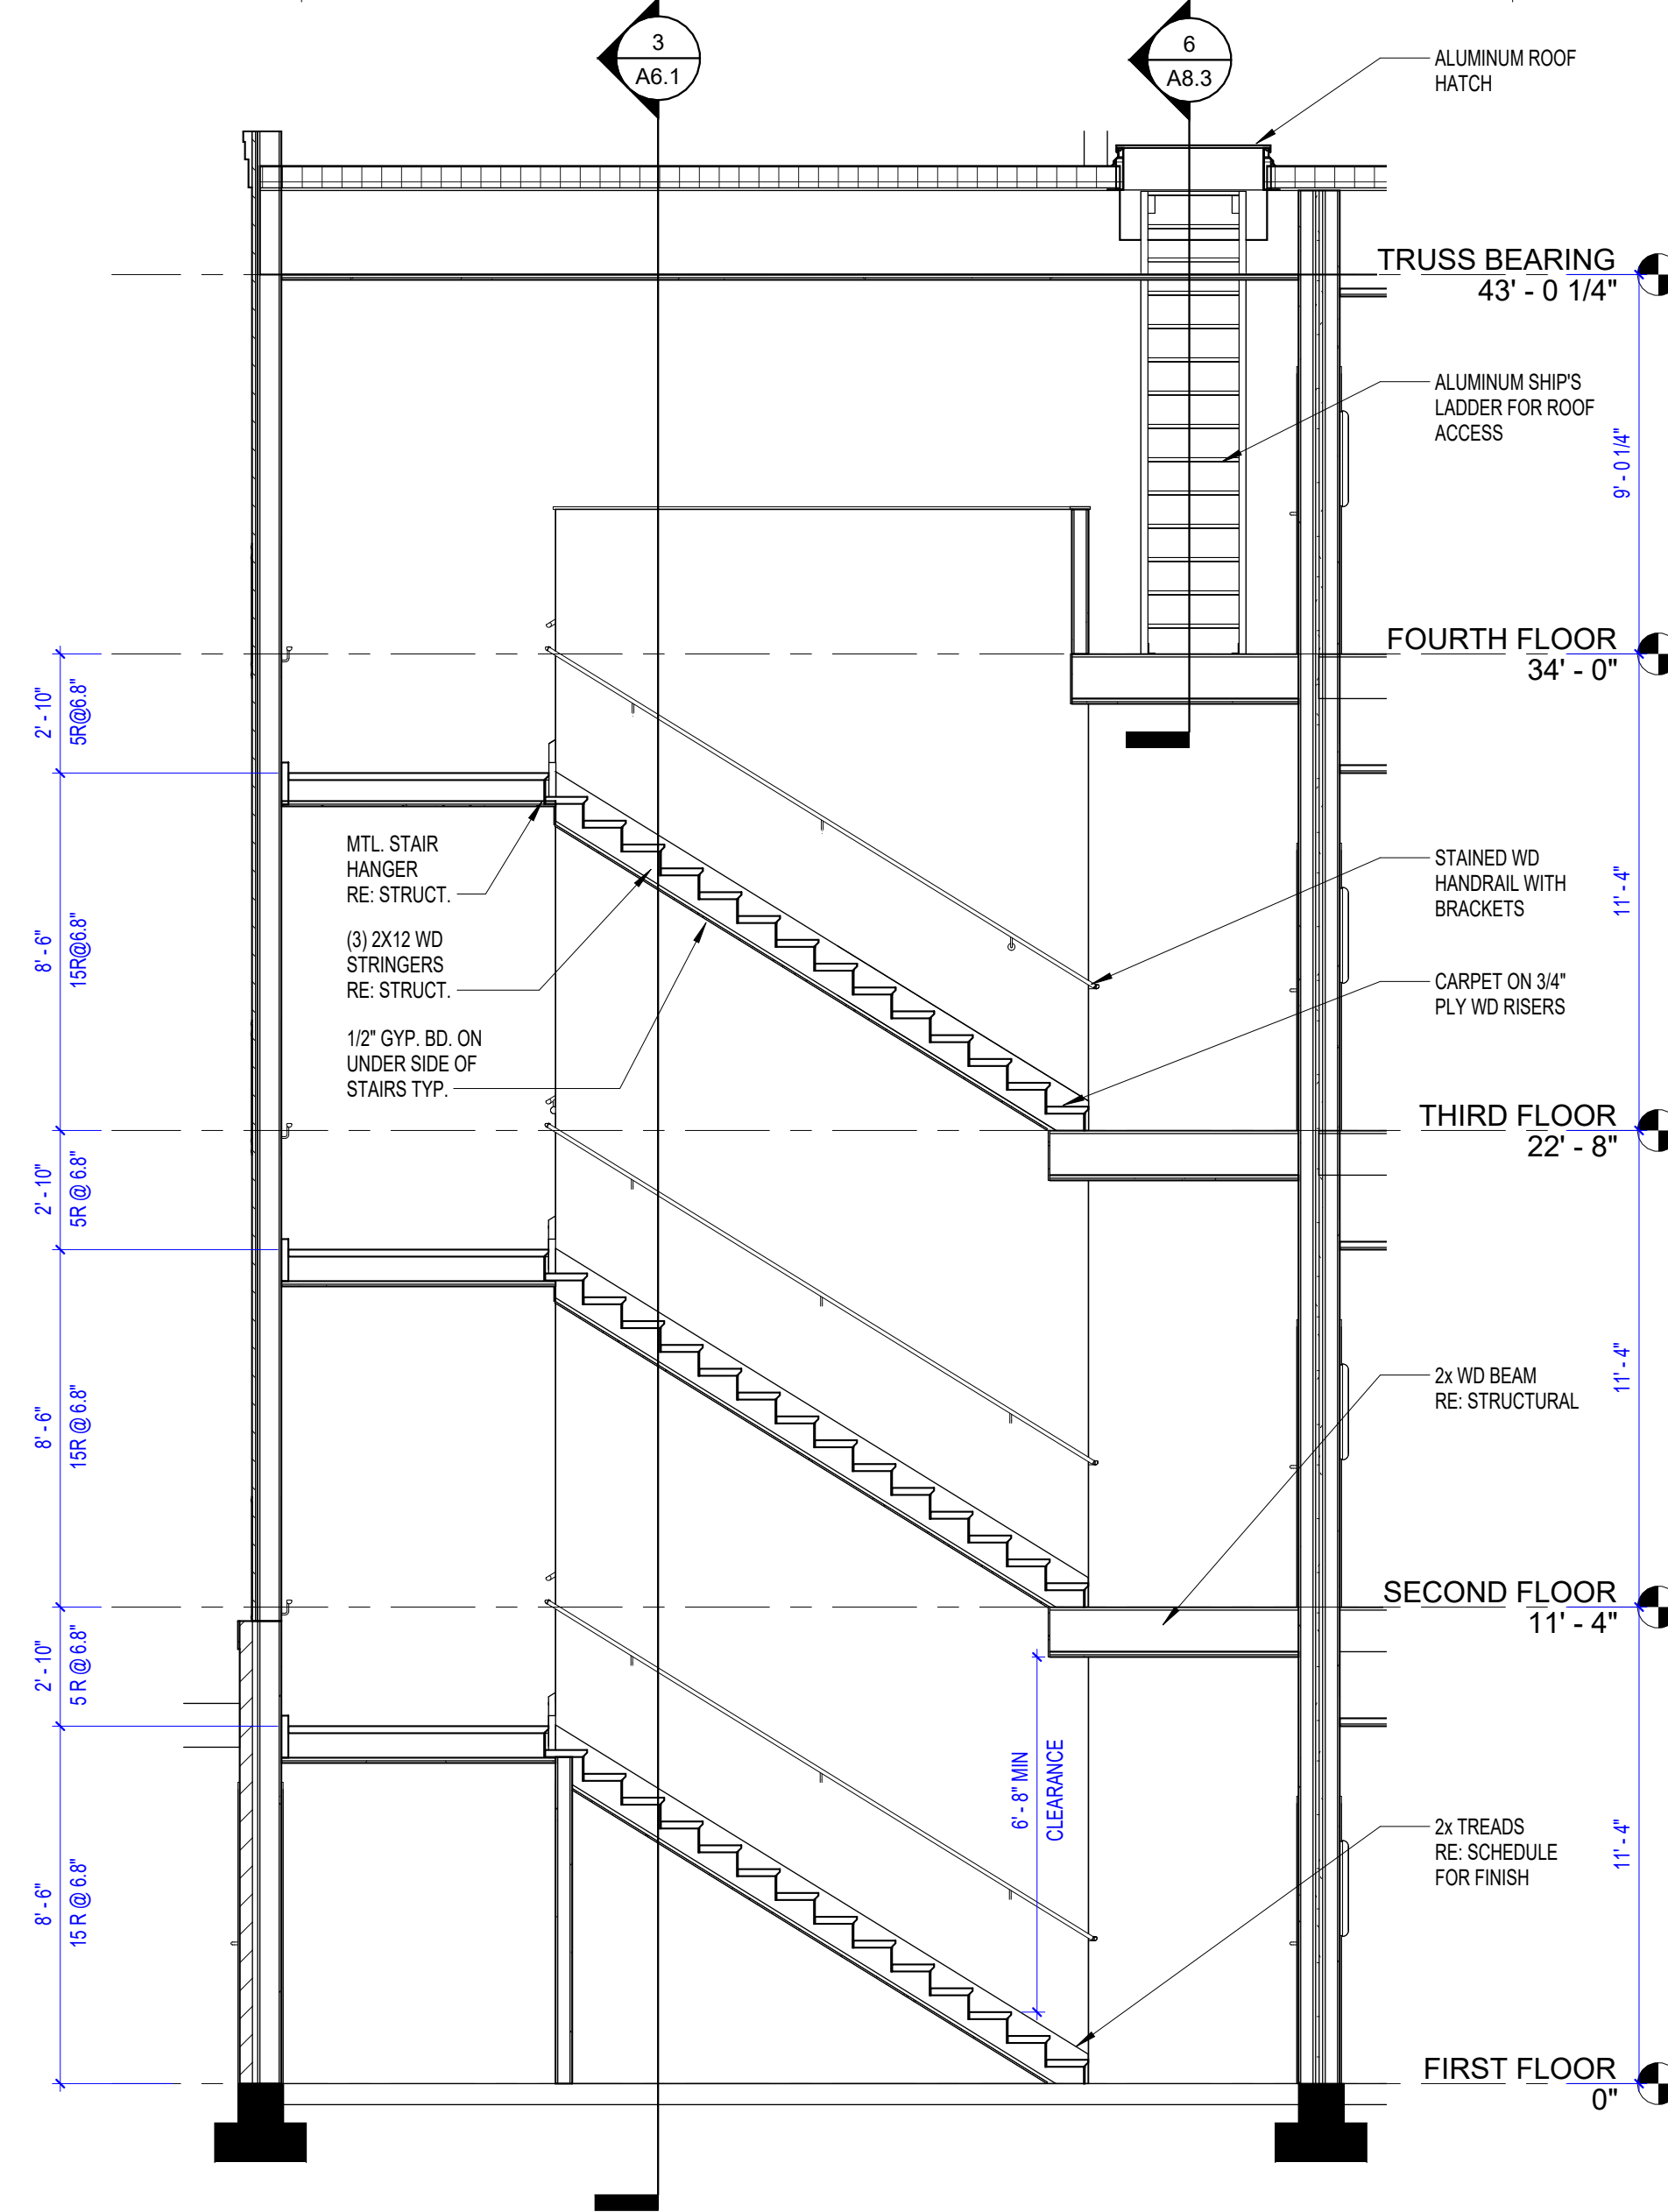 3
A6.1
6
A8.3
ALUMINUM ROOF
HATCH
TRUSS BEARING
43' - 0 1/4"
ALUMINUM SHIP'S
LADDER FOR ROOF
ACCESS
9' - 0 1/4"
FOURTH FLOOR
34' - 0"
2' - 10"
5R@6.8"
MTL. STAIR
HANGER
RE: STRUCT.
(3) 2X12 WD
STRINGERS
RE: STRUCT.
1/2" GYP. BD. ON
UNDER SIDE OF
STAIRS TYP.
8' - 6"
15R@6.8"
STAINED WD
HANDRAIL WITH
BRACKETS
11' - 4"
CARPET ON 3/4"
PLY WD RISERS
THIRD FLOOR
22' - 8"
2' - 10"
5R @ 6.8"
8' - 6"
15R @ 6.8"
2x WD BEAM
RE: STRUCTURAL
11' - 4"
SECOND FLOOR
11' - 4"
2' - 10"
5 R @ 6.8"
6' - 8" MIN
CLEARANCE
8' - 6"
15 R @ 6.8"
2x TREADS
RE: SCHEDULE
FOR FINISH
11' - 4"
FIRST FLOOR
0"